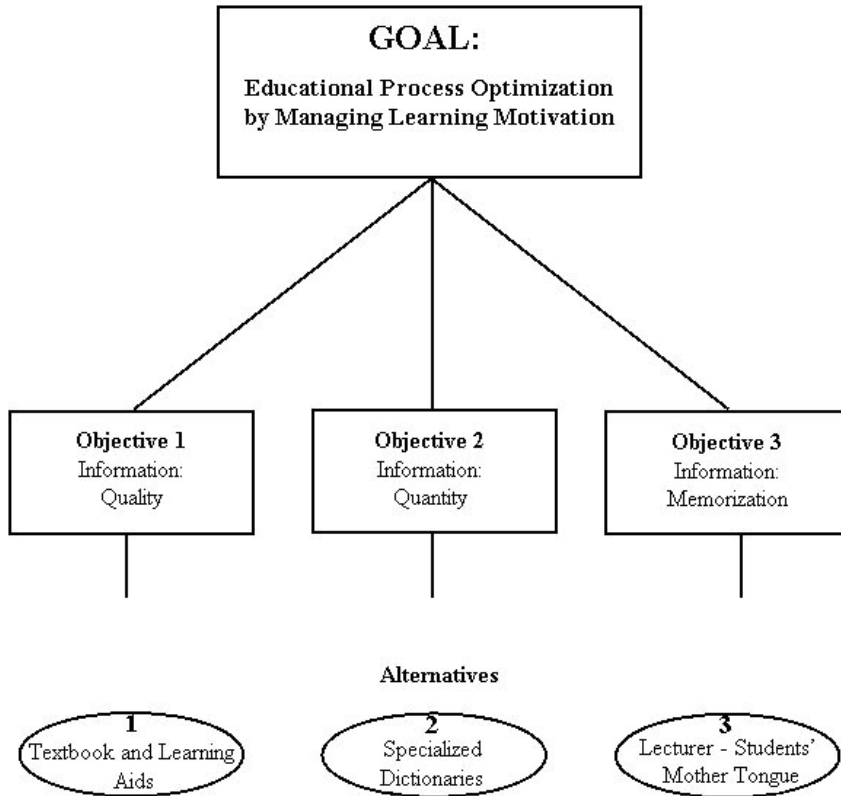 GOAL:
Educational Process Optimization
by Managing Learning Motivation
Objective 1
Information:
Quality
Objective 2
Information:
Quantity
Objective 3
Information:
Memorization
Alternatives
1
Textbook and Learning
Aids
2
Specialized
Dictionaries
3
Lecturer - Students’
Mother Tongue